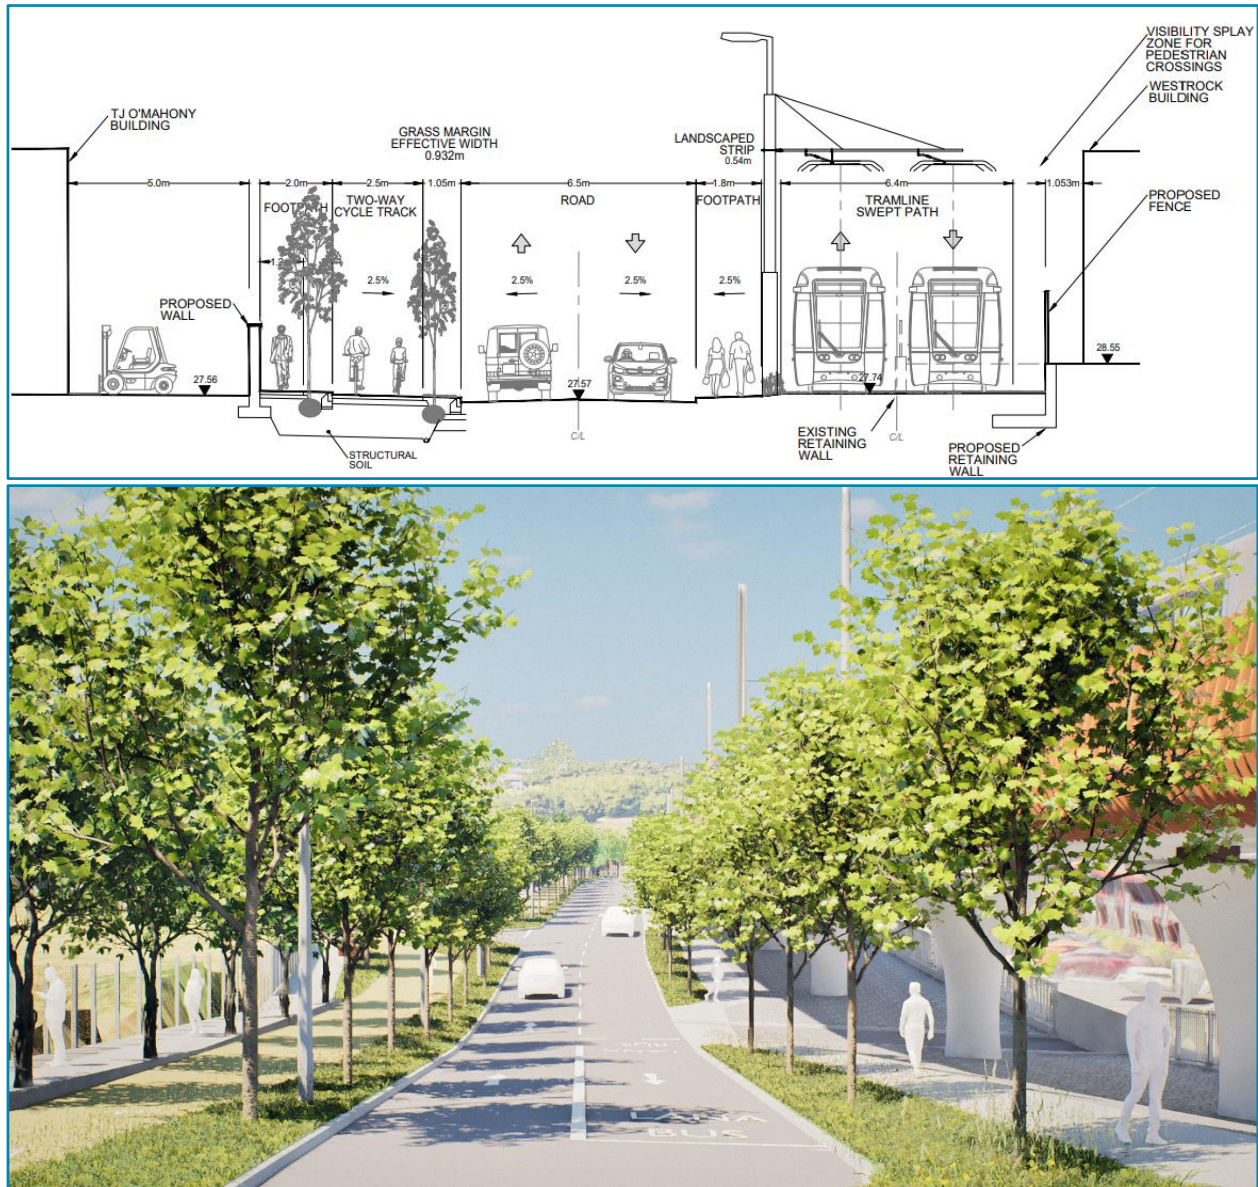 VISIBILITY SPLAY
ZONE FOR
PEDESTRIAN
CROSSINGS
WESTROCK
BUILDING
TJ O'MAHONY
BUILDING
GRASS MARGIN
EFFECTIVE WIDTH
0.932m
LANDSCAPED
STRIP
0.54m
5.0m
2.0m
2.5m
1.05m
6.5m
1.8m
6.4m
1.053m
FOOTPATH
TWO-WAY
CYCLE TRACK
ROAD
FOOTPATH
TRAMLINE
SWEPT PATH
PROPOSED
FENCE
2.5%
2.5%
2.5%
2.5%
PROPOSED
WALL
27.56
27.57
27.74
28.55
STRUCTURAL
SOIL
C/L
EXISTING
RETAINING
WALL
C/L
PROPOSED
RETAINING
WALL
LANA
BUS
LANA
BUS